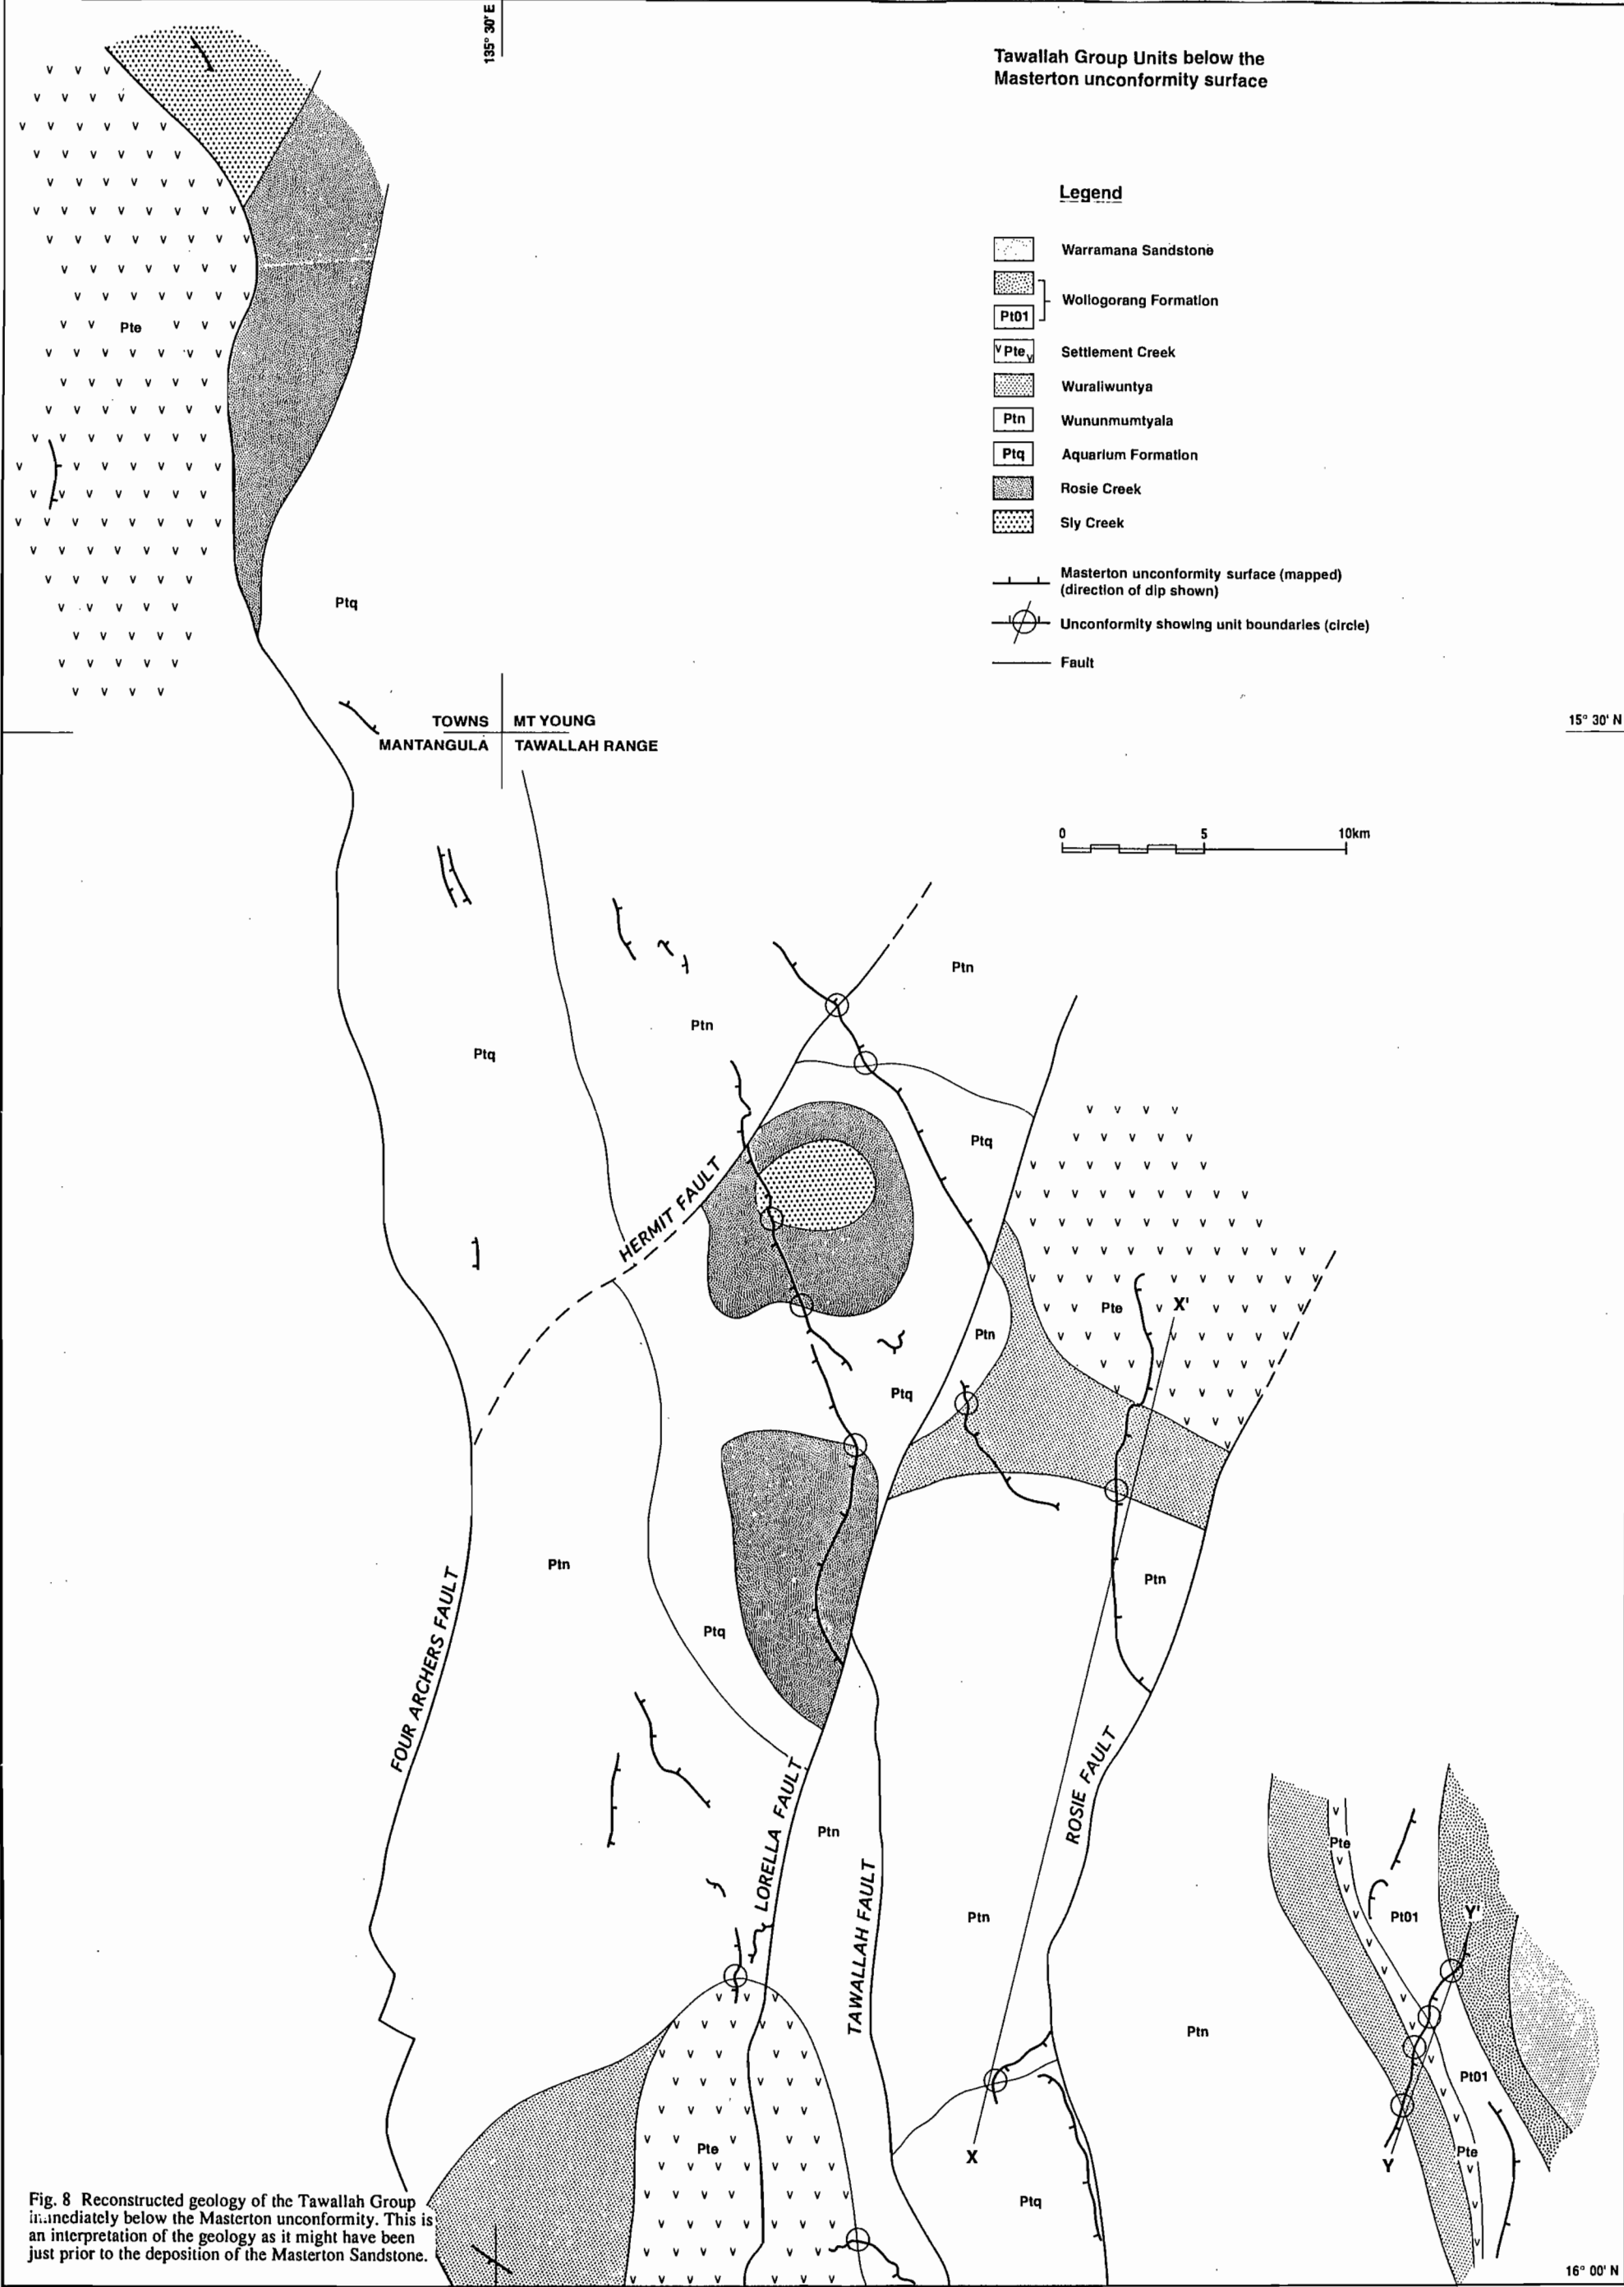 135° 30' E
Tawallah Group Units below the
Masterton unconformity surface
Legend
Warramana Sandstone
Wollogorang Formation
Pt01
Pte
Settlement Creek
Wuraliwuntya
Ptn
Wununmumtyala
Ptq
Aquarium Formation
Rosie Creek
Sly Creek
Masterton unconformity surface (mapped)
(direction of dip shown)
Unconformity showing unit boundaries (circle)
Fault
Pte
Ptq
TOWNS
MT YOUNG
MANTANGULA
TAWALLAH RANGE
15° 30' N
0
5
10km
Ptn
Ptn
Ptq
Ptq
HERMIT FAULT
Pte
X'
Ptn
Ptq
Ptn
Ptn
Ptq
FOUR ARCHERS FAULT
LORELLA FAULT
ROSIE FAULT
Ptn
TAWALLAH FAULT
Ptn
Ptn
Pte
Pt01
Y'
Pt01
Pte
Y
X
Pte
Ptq
Fig. 8 Reconstructed geology of the Tawallah Group
immediately below the Masterton unconformity. This is
an interpretation of the geology as it might have been
just prior to the deposition of the Masterton Sandstone.
16° 00' N